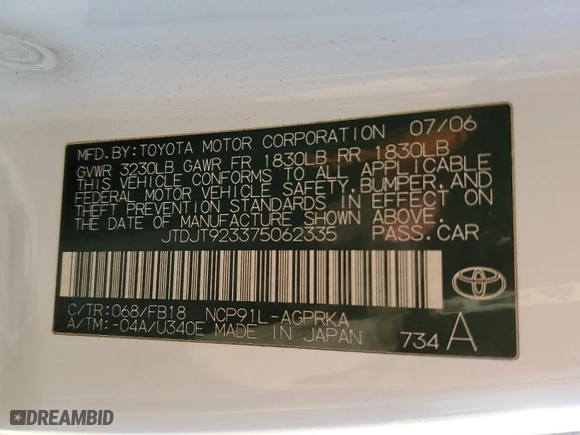 MFD. BY: TOYOTA MOTOR CORPORATION 07/06
GVWR 3230LB GAWR FR 1830LB RR 1830LB
THIS VEHICLE CONFORMS TO ALL APPLICABLE
FEDERAL MOTOR VEHICLE SAFETY, BUMPER, AND
THEFT PREVENTION STANDARDS IN EFFECT ON
THE DATE OF MANUFACTURE SHOWN ABOVE.
JTDJT923375062335 PASS. CAR
C/TR: 068/FB18 NCP91L-AGPRKA
A/TM: -04A/U340E MADE IN JAPAN
734 A
TOYOTA
DREAMBID